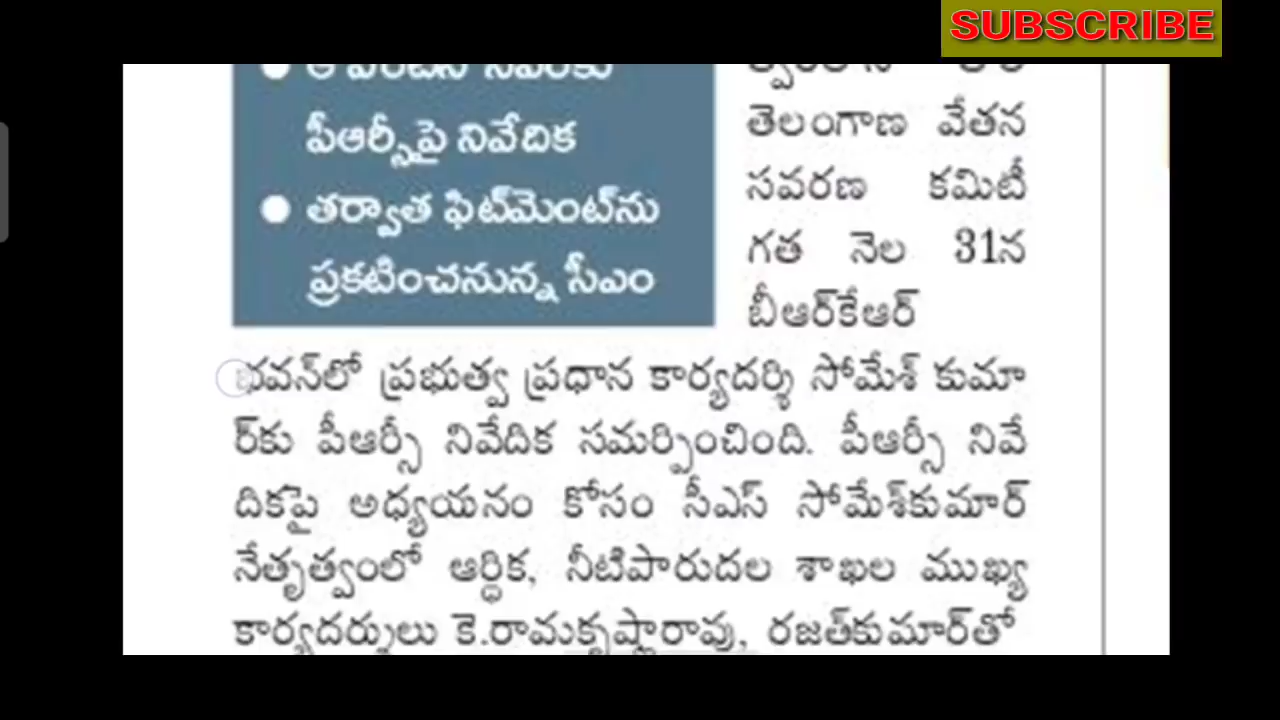 SUBSCRIBE
పీఆర్సీపై నివేదిక
● తర్వాత ఫిట్‌మెంట్‌ను
ప్రకటించనున్న సీఎం
తెలంగాణ వేతన
సవరణ కమిటీ
గత నెల 31న
బీఆర్‌కేఆర్
భవన్‌లో ప్రభుత్వ ప్రధాన కార్యదర్శి సోమేశ్ కుమా
ర్‌కు పీఆర్సీ నివేదిక సమర్పించింది. పీఆర్సీ నివే
దికపై అధ్యయనం కోసం సీఎస్ సోమేశ్‌కుమార్
నేతృత్వంలో ఆర్థిక, నీటిపారుదల శాఖల ముఖ్య
కార్యదర్శులు కె.రామకృష్ణారావు, రజత్‌కుమార్‌తో